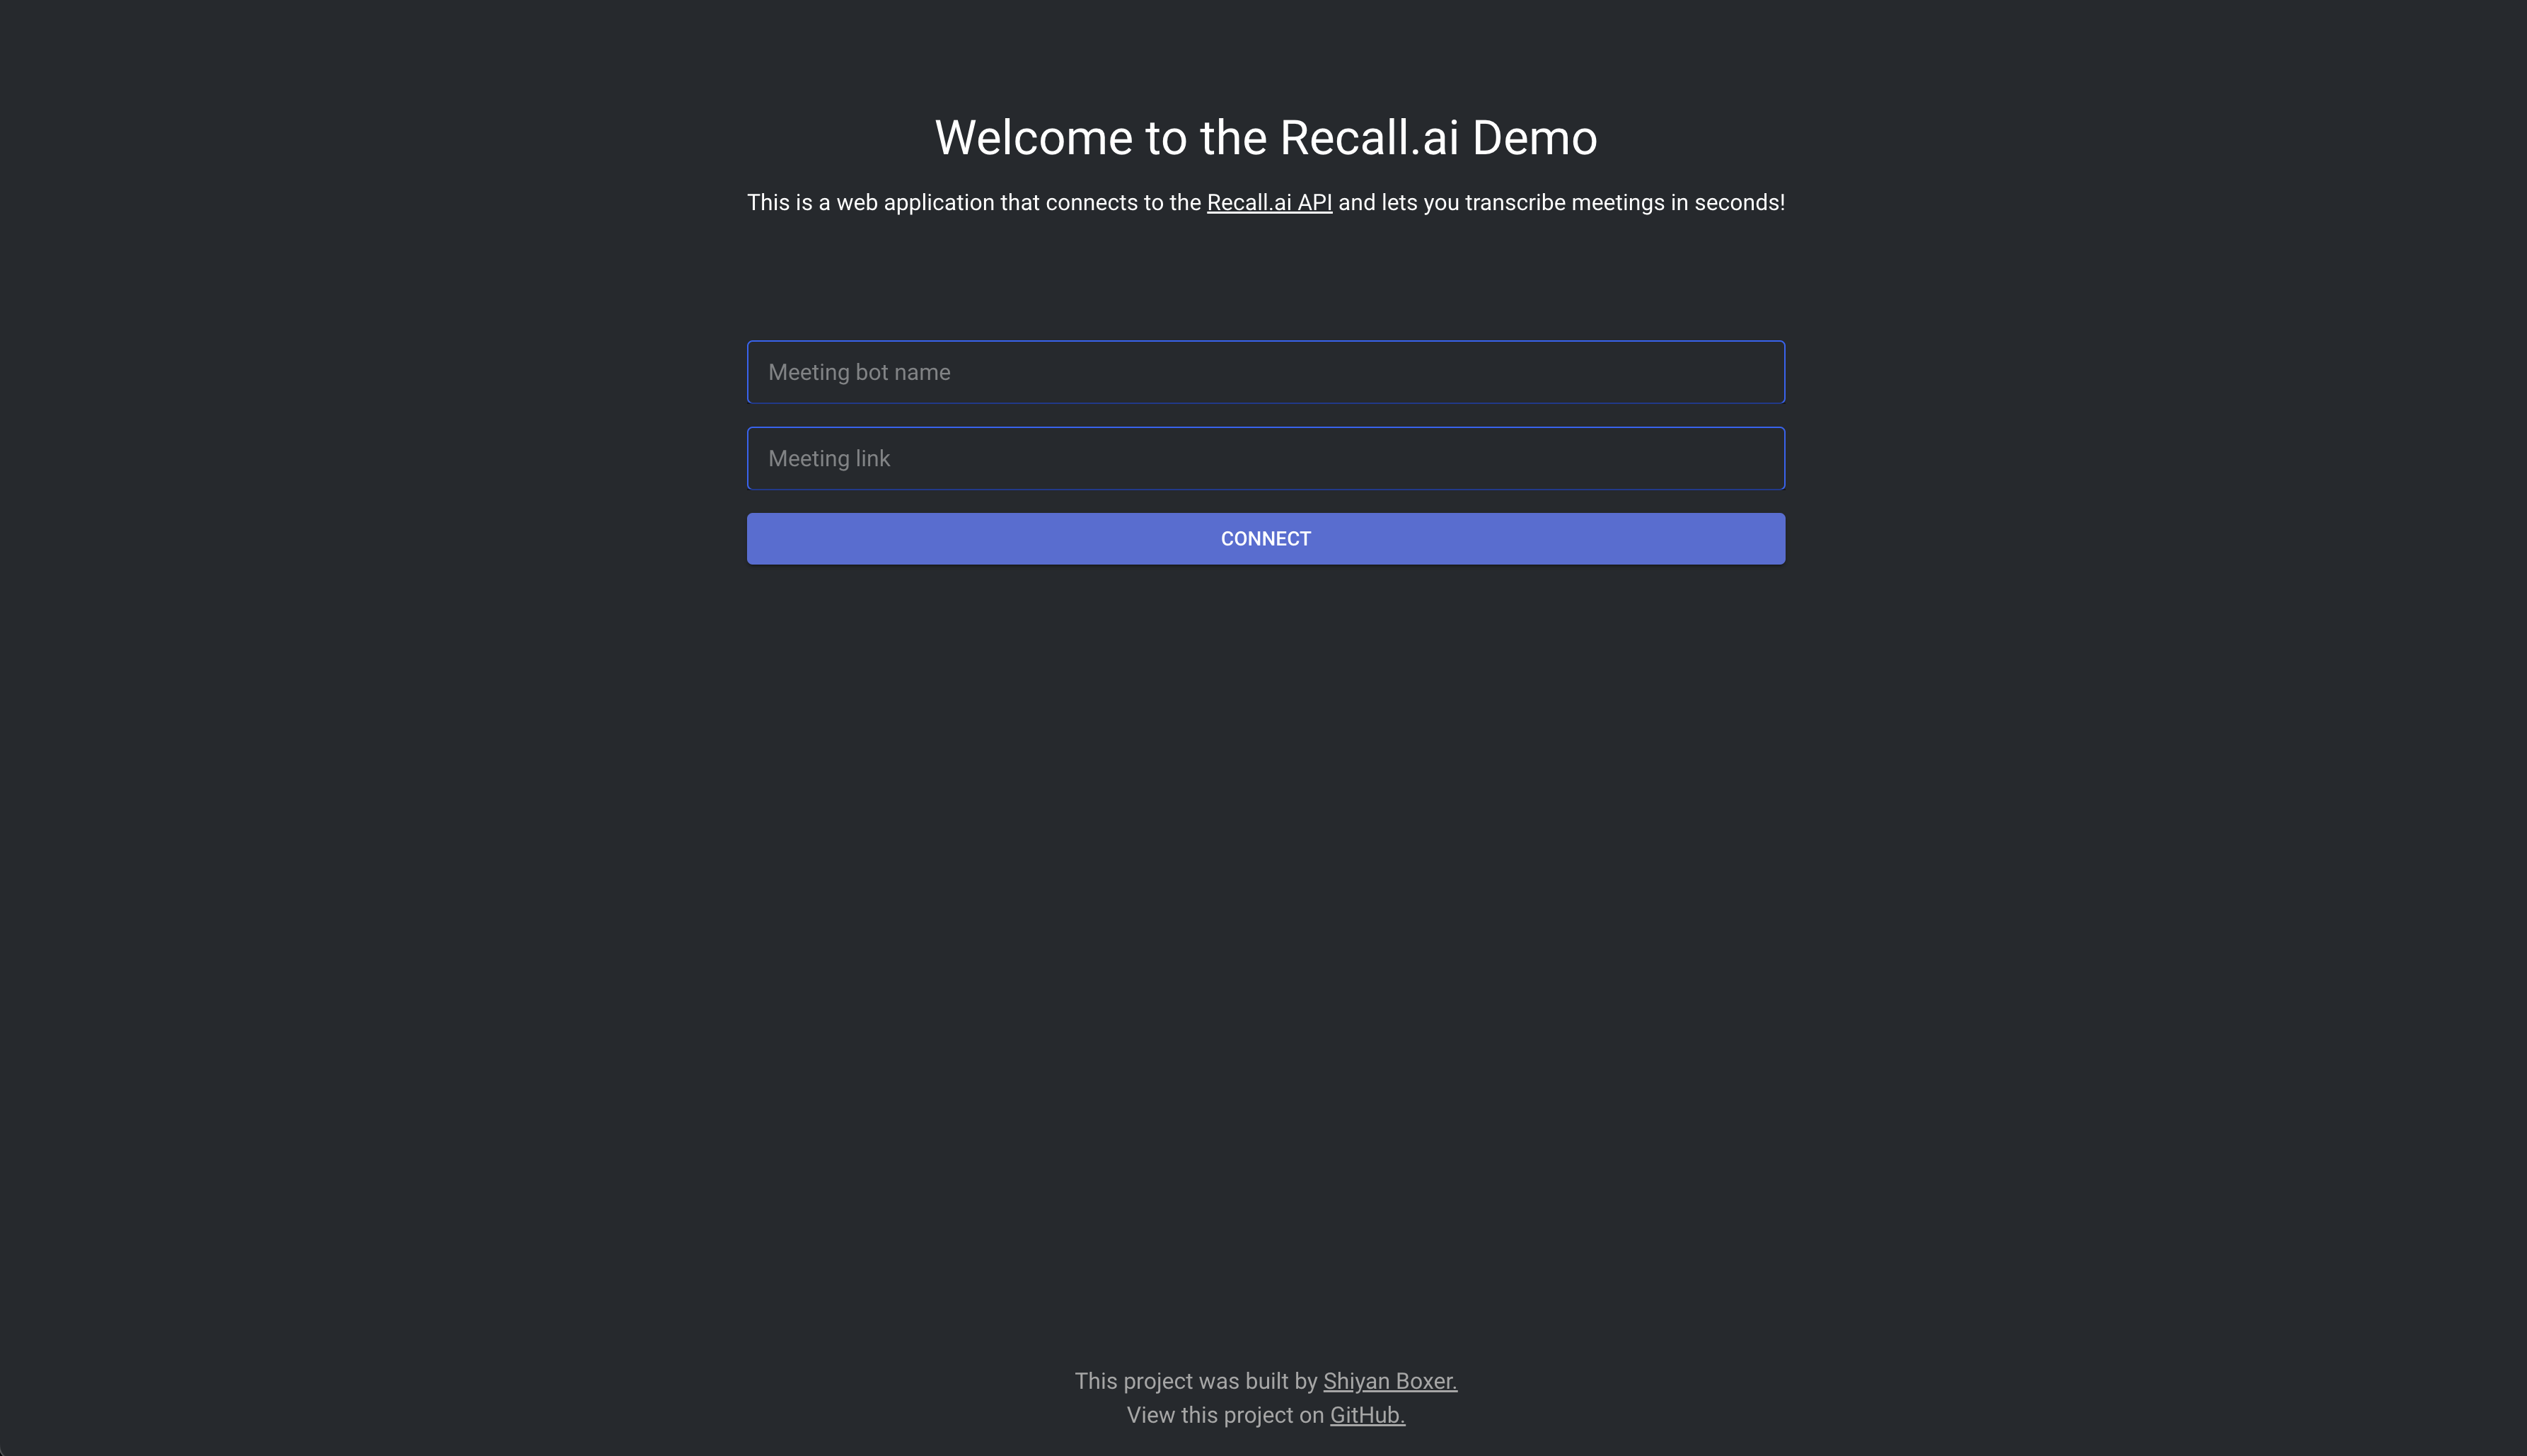 Welcome to the Recall.ai Demo
This is a web application that connects to the Recall.ai API and lets you transcribe meetings in seconds!
Meeting bot name
Meeting link
CONNECT
This project was built by Shiyan Boxer.
View this project on GitHub.